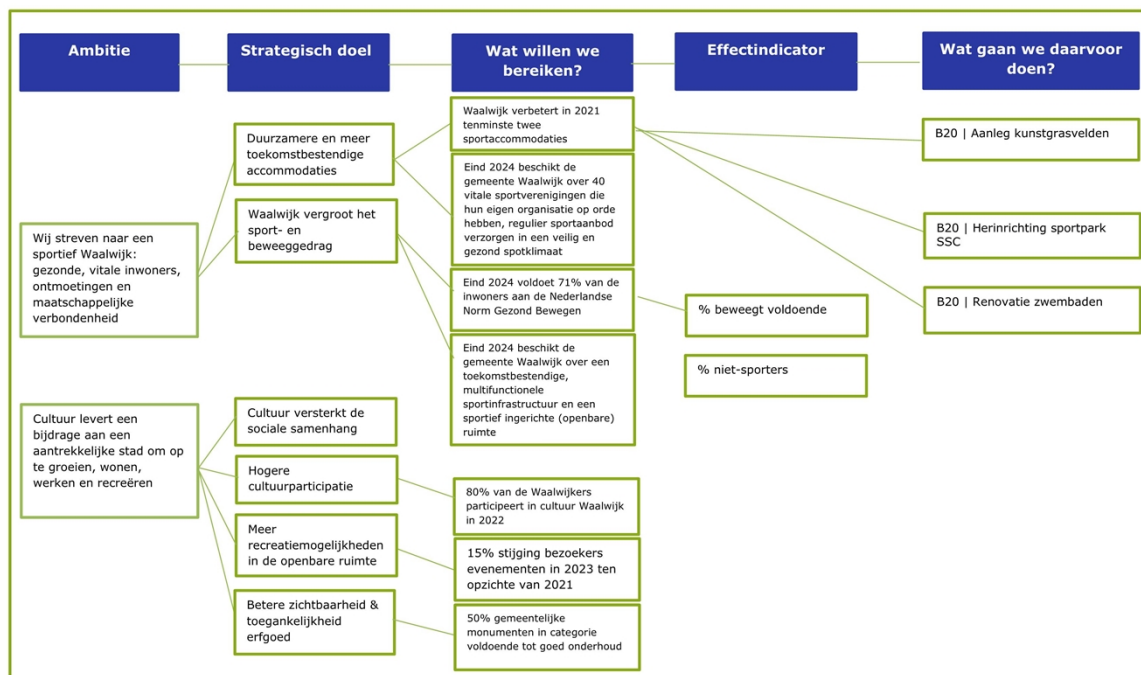 Ambitie
Strategisch doel
Wat willen we
bereiken?
Effectindicator
Wat gaan we daarvoor
doen?
Wij streven naar een
sportief Waalwijk:
gezonde, vitale inwoners,
ontmoetingen en
maatschappelijke
verbondenheid
Cultuur levert een
bijdrage aan een
aantrekkelijke stad om op
te groeien, wonen,
werken en recreëren
Duurzamere en meer
toekomstbestendige
accommodaties
Waalwijk vergroot het
sport- en
beweeggedrag
Cultuur versterkt de
sociale samenhang
Hogere
cultuurparticipatie
Meer
recreatiemogelijkheden
in de openbare ruimte
Betere zichtbaarheid &
toegankelijkheid
erfgoed
Waalwijk verbetert in 2021
tenminste twee
sportaccommodaties
Eind 2024 beschikt de
gemeente Waalwijk over 40
vitale sportverenigingen die
hun eigen organisatie op orde
hebben, regulier sportaanbod
verzorgen in een veilig en
gezond spotklimaat
Eind 2024 voldoet 71% van de
inwoners aan de Nederlandse
Norm Gezond Bewegen
Eind 2024 beschikt de
gemeente Waalwijk over een
toekomstbestendige,
multifunctionele
sportinfrastructuur en een
sportief ingerichte (openbare)
ruimte
80% van de Waalwijkers
participeert in cultuur Waalwijk
in 2022
15% stijging bezoekers
evenementen in 2023 ten
opzichte van 2021
50% gemeentelijke
monumenten in categorie
voldoende tot goed onderhoud
% beweegt voldoende
% niet-sporters
B20 | Aanleg kunstgrasvelden
B20 | Herinrichting sportpark
SSC
B20 | Renovatie zwembaden